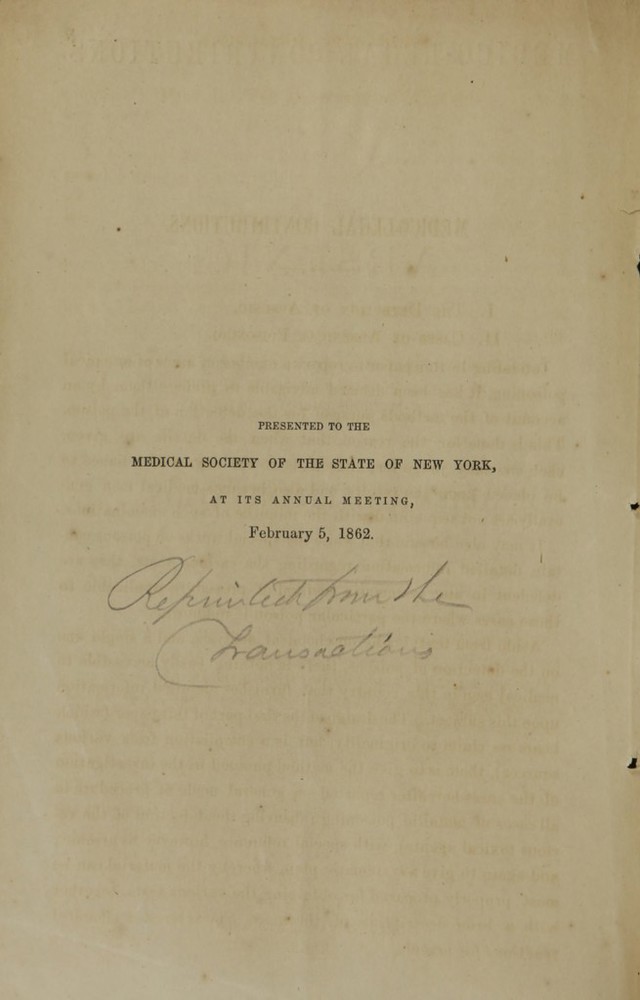 PRESENTED TO THE
MEDICAL SOCIETY OF THE STATE OF NEW YORK,
AT ITS ANNUAL MEETING,
February 5, 1862.
Reprinted from the
Transactions